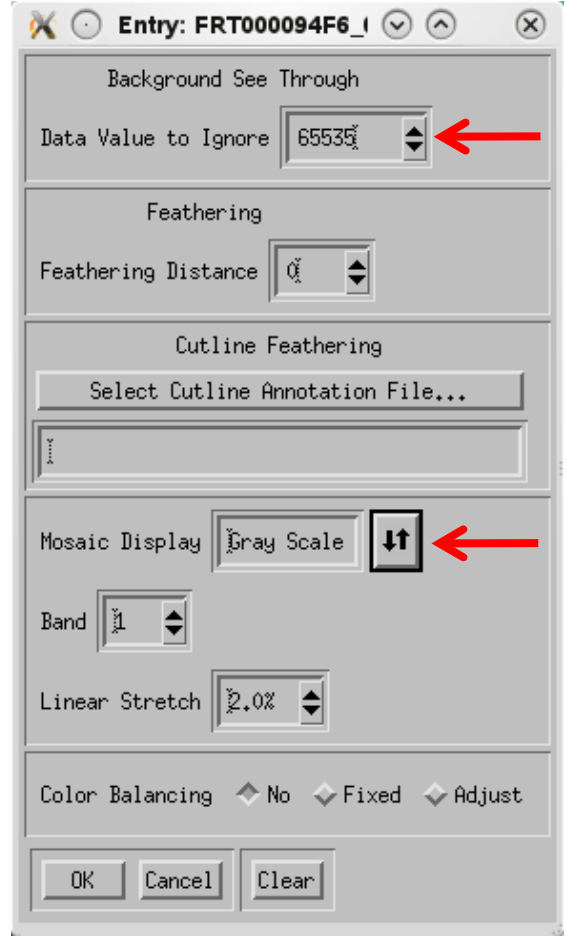 Entry: FRT000094F6_(
Background See Through
Data Value to Ignore 65535
Feathering
Feathering Distance 0
Cutline Feathering
Select Cutline Annotation File...
Mosaic Display Gray Scale
Band 1
Linear Stretch 2.0%
Color Balancing No Fixed Adjust
OK Cancel Clear